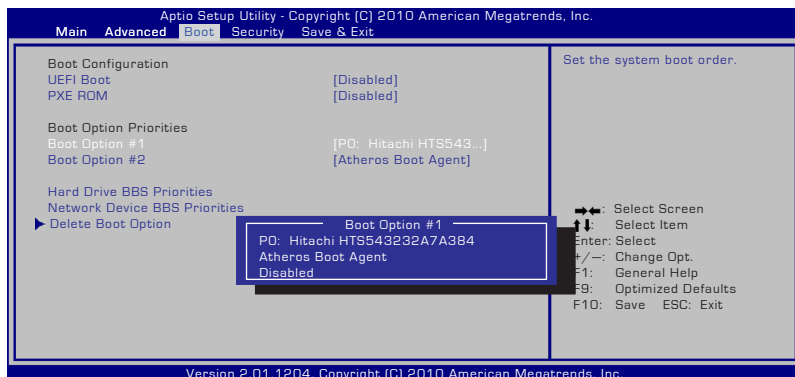 Aptio Setup Utility - Copyright (C) 2010 American Megatrends, Inc.
Main Advanced Boot Security Save & Exit
Boot Configuration
UEFI Boot [Disabled]
PXE ROM [Disabled]
Boot Option Priorities
Boot Option #1 [P0: Hitachi HTS543...]
Boot Option #2 [Atheros Boot Agent]
Hard Drive BBS Priorities
Network Device BBS Priorities
Delete Boot Option
Boot Option #1
P0: Hitachi HTS543232A7A384
Atheros Boot Agent
Disabled
Set the system boot order.
→←: Select Screen
↑↓: Select Item
Enter: Select
+/—: Change Opt.
F1: General Help
F9: Optimized Defaults
F10: Save ESC: Exit
Version 2.01.1204. Copyright (C) 2010 American Megatrends, Inc.